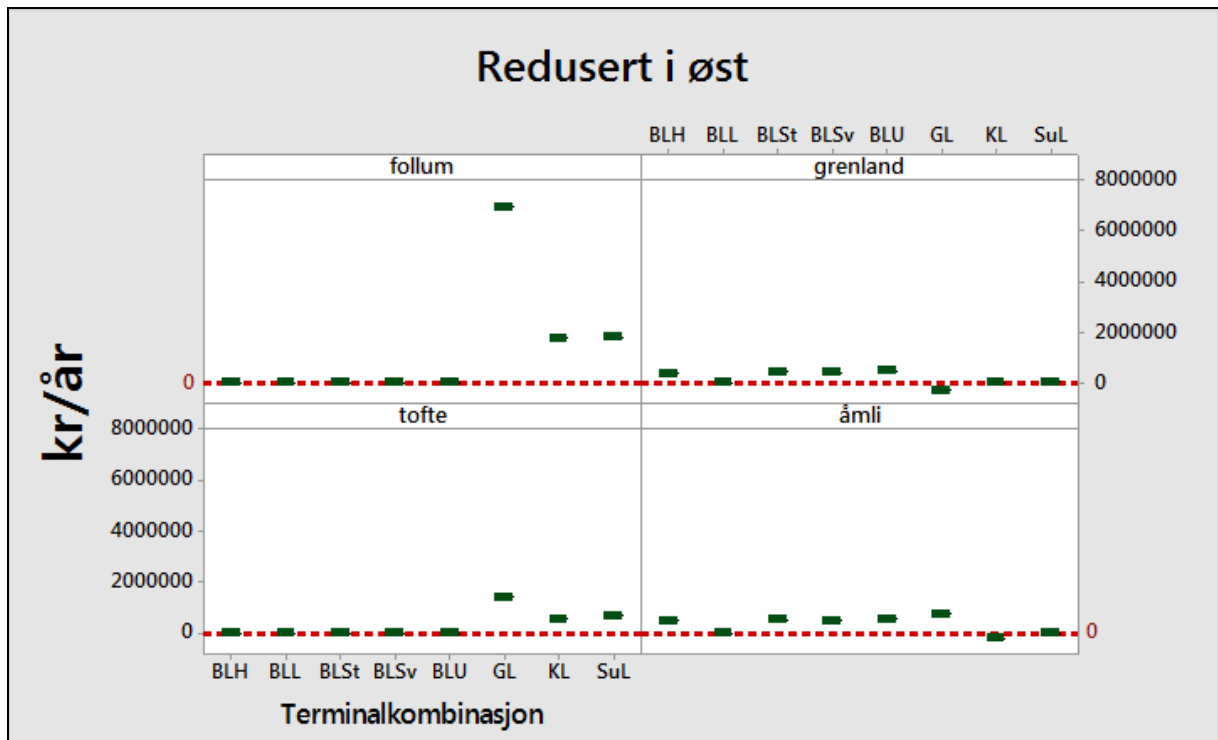 Redusert i øst
BLH BLL BLSt BLSv BLU GL KL SuL
follum grenland
8000000
6000000
4000000
2000000
0 0
kr/år
tofte åmli
8000000
6000000
4000000
2000000
0 0
BLH BLL BLSt BLSv BLU GL KL SuL
Terminalkombinasjon